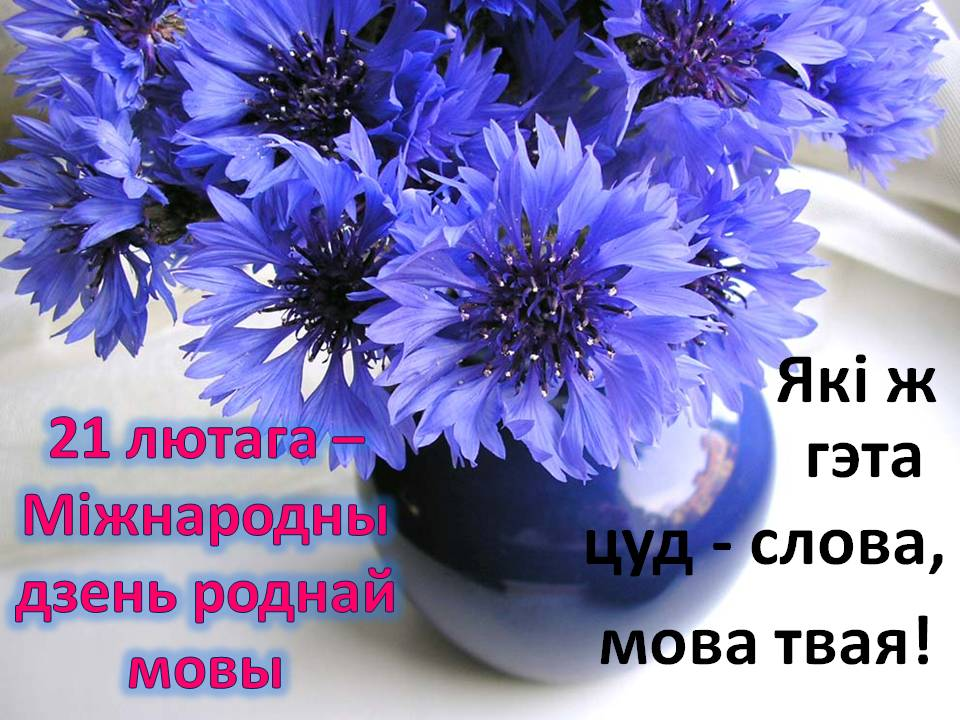 21 лютага –
Міжнародны
дзень роднай
мовы
Які ж
гэта
цуд - слова,
мова твая!